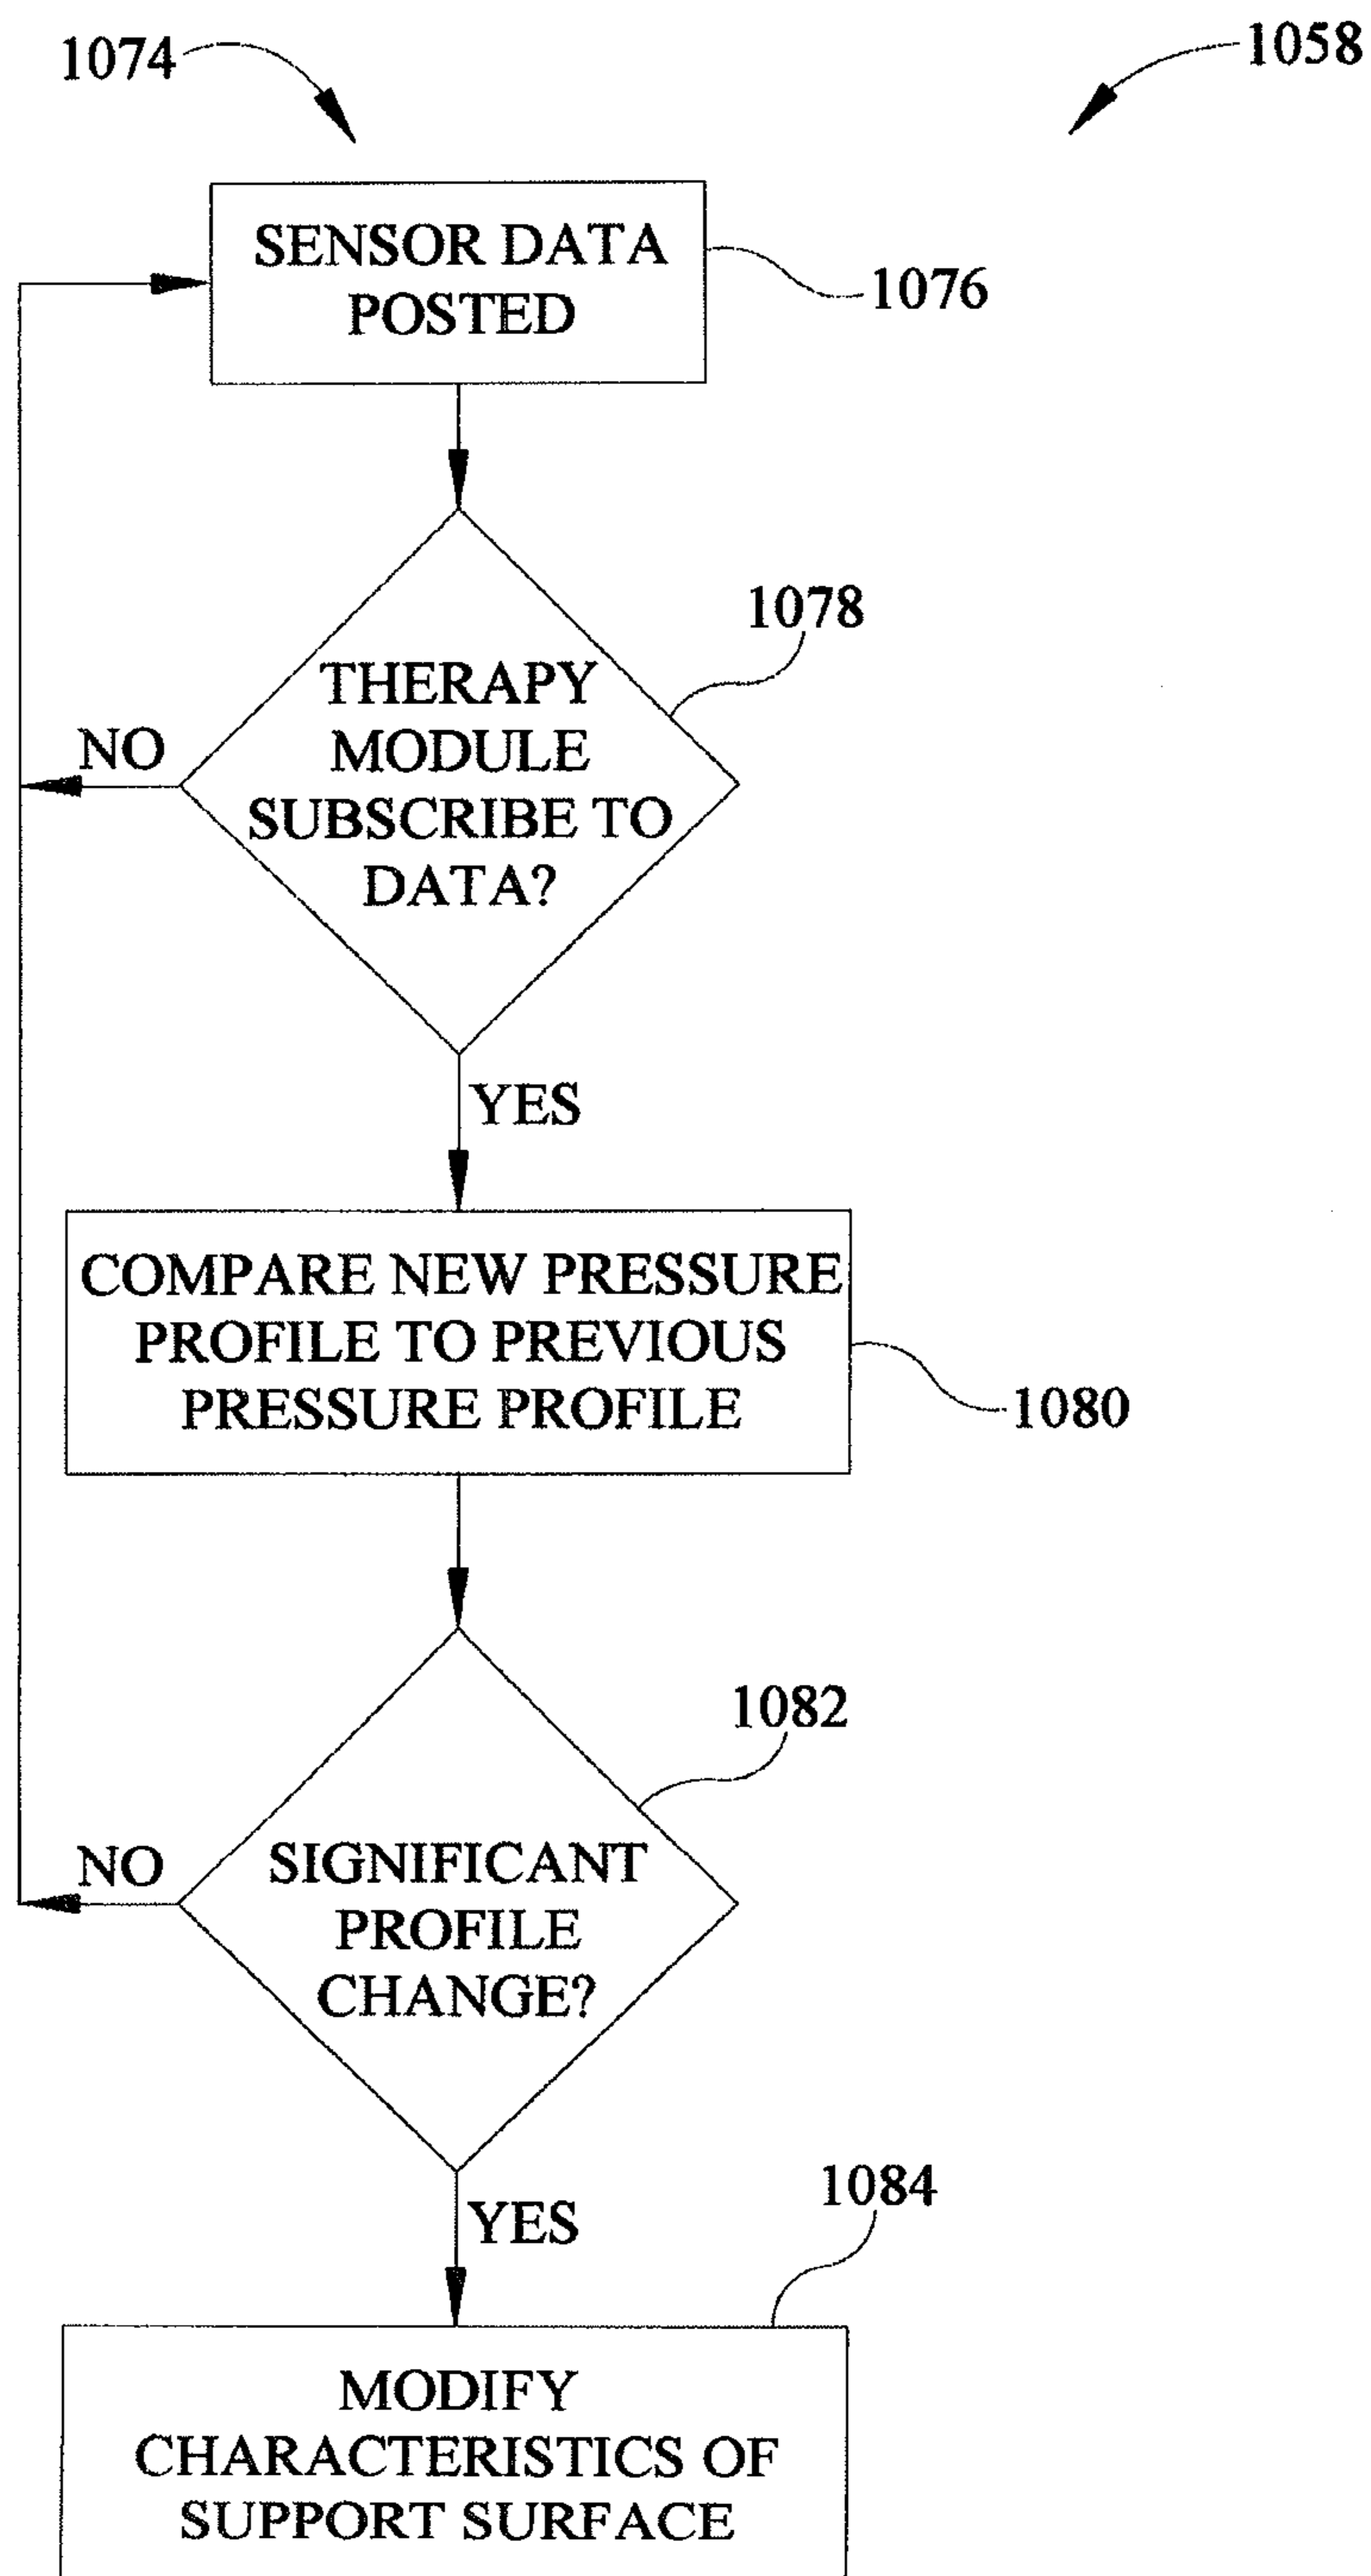 1074
1058
SENSOR DATA
POSTED
1076
1078
THERAPY
MODULE
SUBSCRIBE TO
DATA?
NO
YES
COMPARE NEW PRESSURE
PROFILE TO PREVIOUS
PRESSURE PROFILE
1080
1082
SIGNIFICANT
PROFILE
CHANGE?
NO
YES
1084
MODIFY
CHARACTERISTICS OF
SUPPORT SURFACE